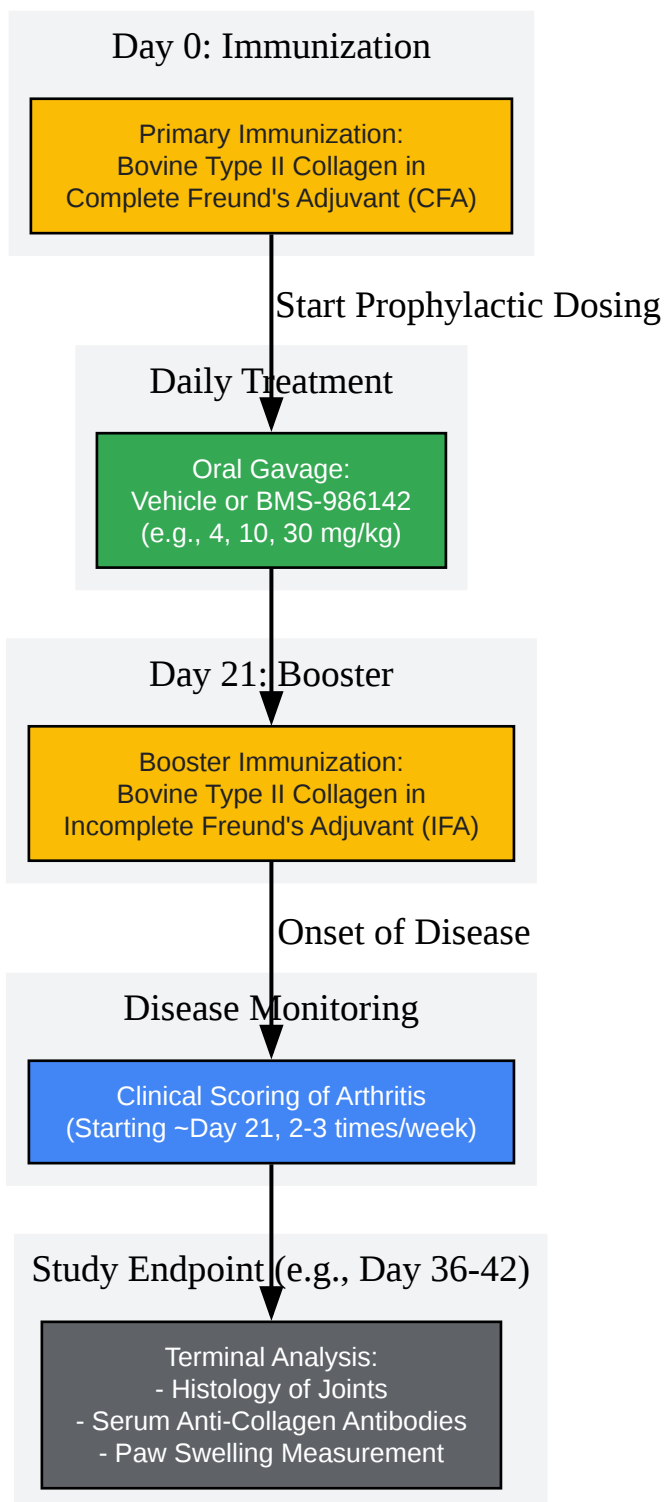 Day 0: Immunization
Primary Immunization:
Bovine Type II Collagen in
Complete Freund's Adjuvant (CFA)
Start Prophylactic Dosing
Daily Treatment
Oral Gavage:
Vehicle or BMS-986142
(e.g., 4, 10, 30 mg/kg)
Day 21: Booster
Booster Immunization:
Bovine Type II Collagen in
Incomplete Freund's Adjuvant (IFA)
Onset of Disease
Disease Monitoring
Clinical Scoring of Arthritis
(Starting ~Day 21, 2-3 times/week)
Study Endpoint (e.g., Day 36-42)
Terminal Analysis:
- Histology of Joints
- Serum Anti-Collagen Antibodies
- Paw Swelling Measurement